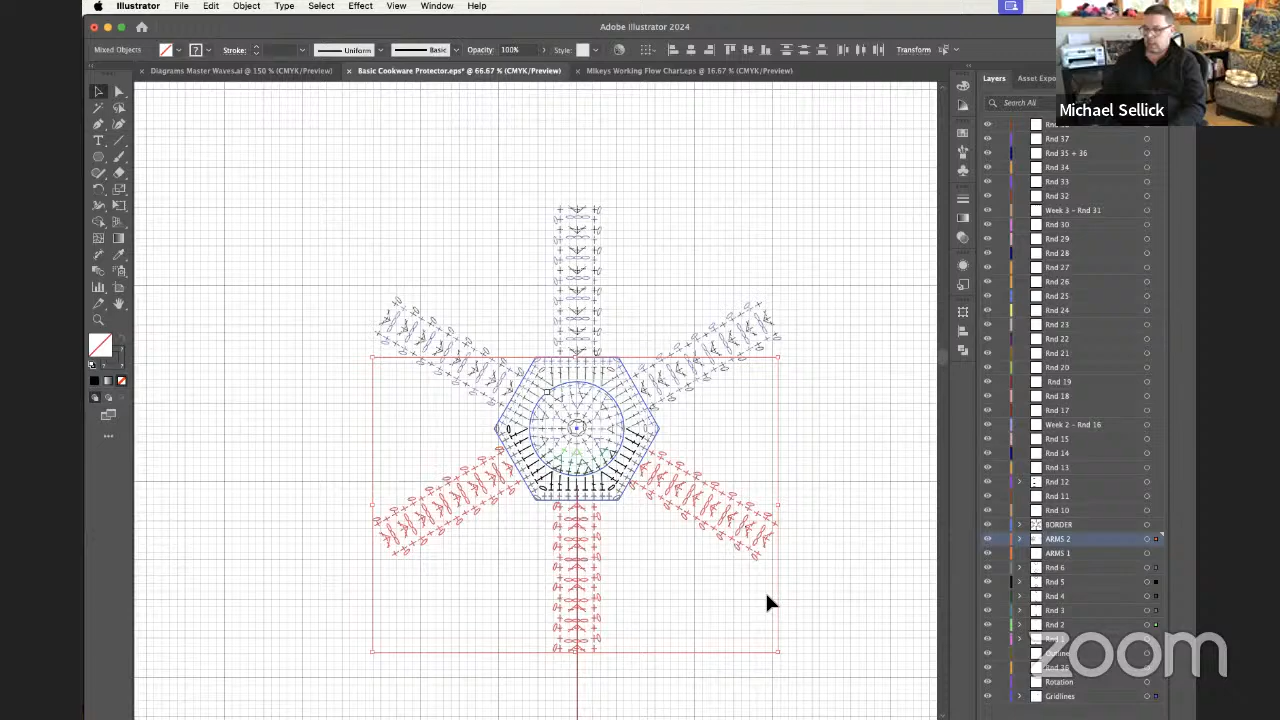 Illustrator File Edit Object Type Select Effect View Window Help
Adobe Illustrator 2024
Mixed Objects Stroke: Uniform Basic Opacity: 100% Style: Transform
Diagrams Master Waves.ai @ 150 % (CMYK/Preview)
Basic Cookware Protector.eps* @ 66.67 % (CMYK/Preview)
Mikeys Working Flow Chart.eps @ 16.67 % (CMYK/Preview)
Michael Sellick
Layers Asset Expo
Search All
Rnd 37
Rnd 35 + 36
Rnd 34
Rnd 33
Rnd 32
Week 3 - Rnd 31
Rnd 30
Rnd 29
Rnd 28
Rnd 27
Rnd 26
Rnd 25
Rnd 24
Rnd 23
Rnd 22
Rnd 21
Rnd 20
Rnd 19
Rnd 18
Rnd 17
Week 2 - Rnd 16
Rnd 15
Rnd 14
Rnd 13
Rnd 12
Rnd 11
Rnd 10
BORDER
ARMS 2
ARMS 1
Rnd 6
Rnd 5
Rnd 4
Rnd 3
Rnd 2
Rnd 1
Outline
Rotation
Gridlines
zoom